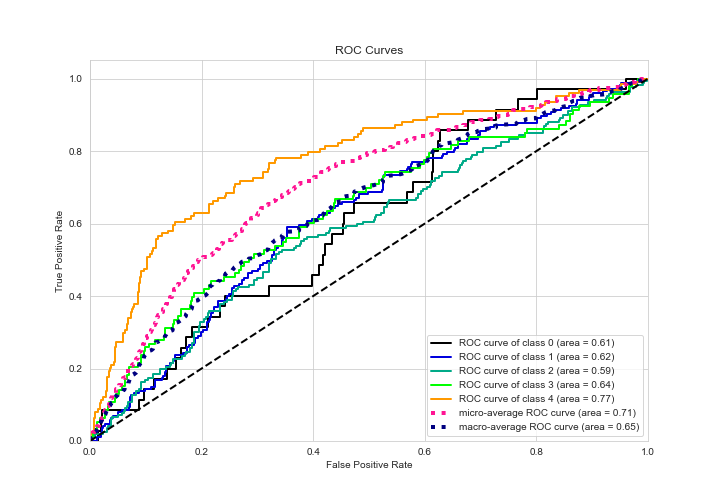 ROC Curves
True Positive Rate
1.0
0.8
0.6
0.4
0.2
0.0
ROC curve of class 0 (area = 0.61)
ROC curve of class 1 (area = 0.62)
ROC curve of class 2 (area = 0.59)
ROC curve of class 3 (area = 0.64)
ROC curve of class 4 (area = 0.77)
micro-average ROC curve (area = 0.71)
macro-average ROC curve (area = 0.65)
0.0 0.2 0.4 0.6 0.8 1.0
False Positive Rate